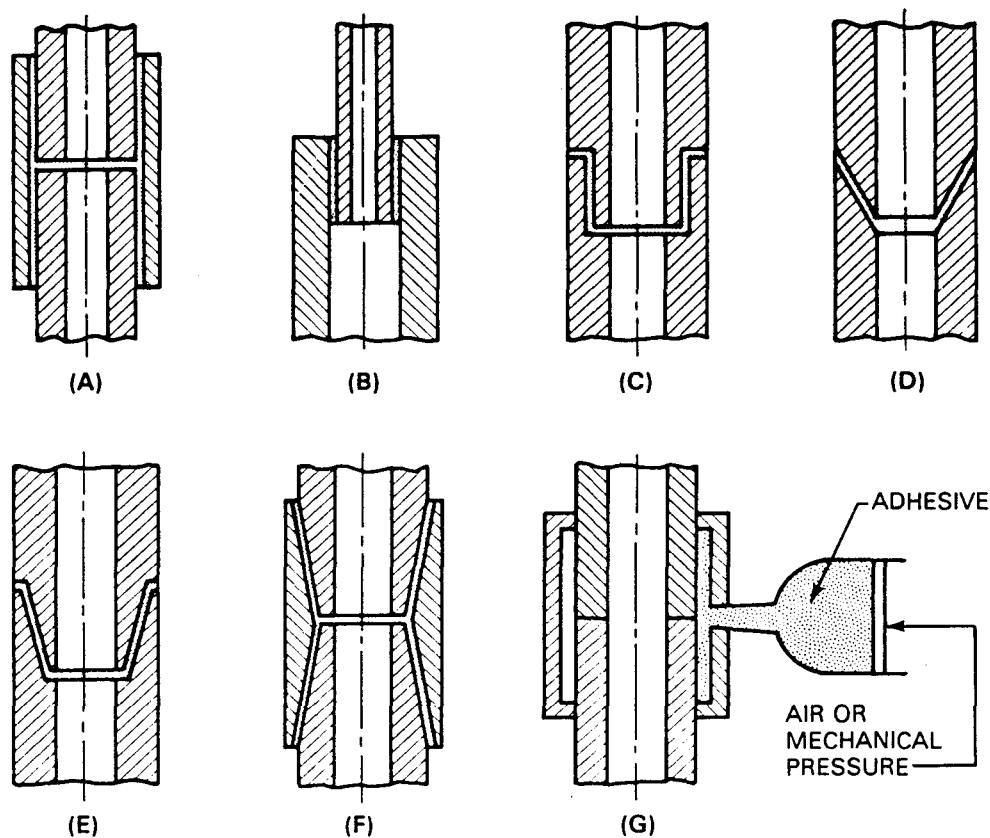 (A)
(B)
(C)
(D)
ADHESIVE
AIR OR
MECHANICAL
PRESSURE
(E)
(F)
(G)